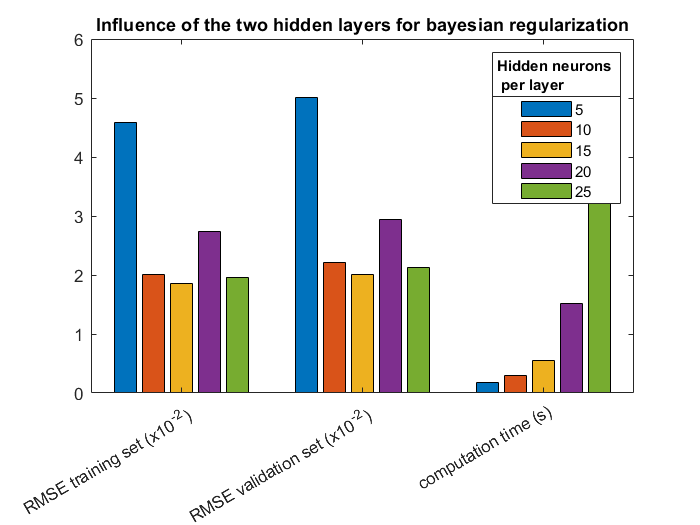 Influence of the two hidden layers for bayesian regularization
6
5
4
3
2
1
0
Hidden neurons
per layer
5
10
15
20
25
RMSE training set (x10^-2)
RMSE validation set (x10^-2)
computation time (s)